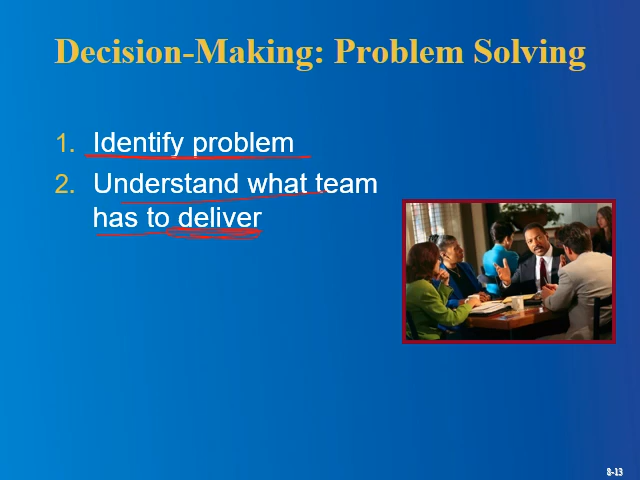 Decision-Making: Problem Solving
1. Identify problem
2. Understand what team
has to deliver
8-13